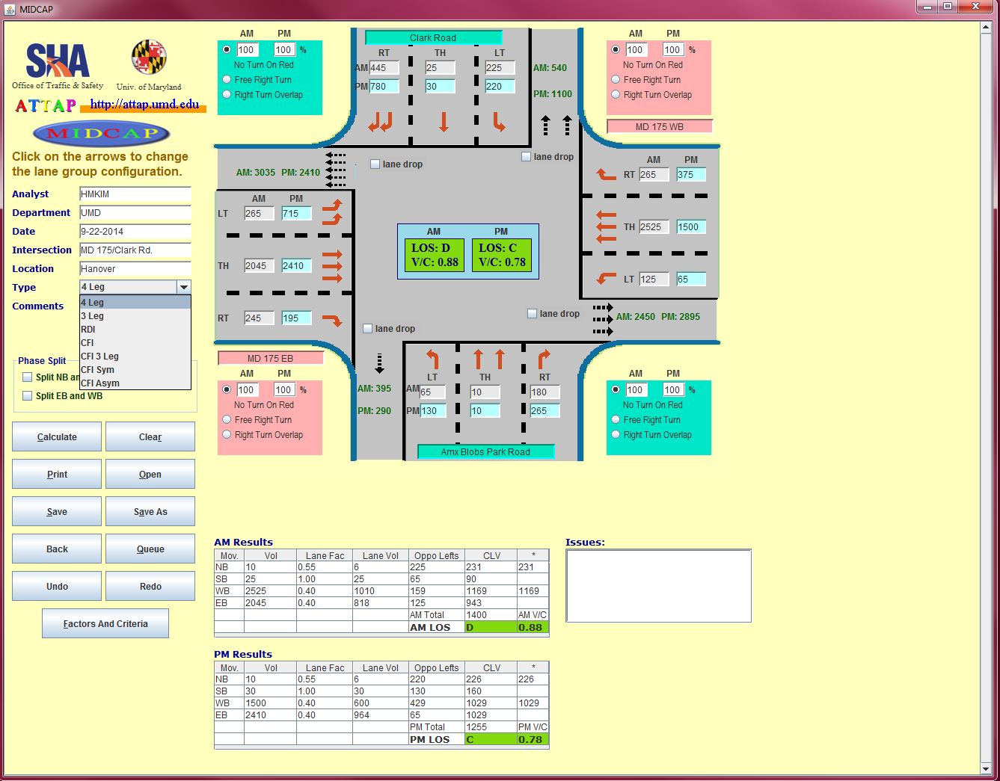 MIDCAP
SHA
Office of Traffic & Safety
Univ. of Maryland
ATTAP
http://attap.umd.edu
MIDCAP
Click on the arrows to change
the lane group configuration.
Analyst HMKIM
Department UMD
Date 9-22-2014
Intersection MD 175/Clark Rd.
Location Hanover
Type 4 Leg
Comments
4 Leg
3 Leg
RDI
CFI
CFI 3 Leg
CFI Sym
CFI Asym
Phase Split
Split NB
Split EB and WB
Calculate Clear
Print Open
Save Save As
Back Queue
Undo Redo
Factors And Criteria
AM PM
100 100 %
No Turn On Red
Free Right Turn
Right Turn Overlap
Clark Road
RT TH LT
AM 445 25 225
PM 780 30 220
AM: 540
PM: 1100
AM PM
100 100 %
No Turn On Red
Free Right Turn
Right Turn Overlap
MD 175 WB
lane drop
lane drop
AM: 3035 PM: 2410
AM PM
LT 265 715
TH 2045 2410
RT 245 195
AM PM
RT 265 375
TH 2525 1500
LT 125 65
AM PM
LOS: D LOS: C
V/C: 0.88 V/C: 0.78
lane drop
AM: 2450 PM: 2895
lane drop
MD 175 EB
AM PM
100 100 %
No Turn On Red
Free Right Turn
Right Turn Overlap
AM: 395
PM: 290
LT TH RT
AM 65 10 180
PM 130 10 265
Amx Blobs Park Road
AM PM
100 100 %
No Turn On Red
Free Right Turn
Right Turn Overlap
AM Results
Mov. Vol Lane Fac Lane Vol Oppo Lefts CLV *
NB 10 0.55 6 225 231 231
SB 25 1.00 25 65 90
WB 2525 0.40 1010 159 1169 1169
EB 2045 0.40 818 125 943
AM Total 1400 AM V/C
AM LOS D 0.88
Issues:
PM Results
Mov. Vol Lane Fac Lane Vol Oppo Lefts CLV *
NB 10 0.55 6 220 226 226
SB 30 1.00 30 130 160
WB 1500 0.40 600 429 1029 1029
EB 2410 0.40 964 65 1029
PM Total 1255 PM V/C
PM LOS C 0.78